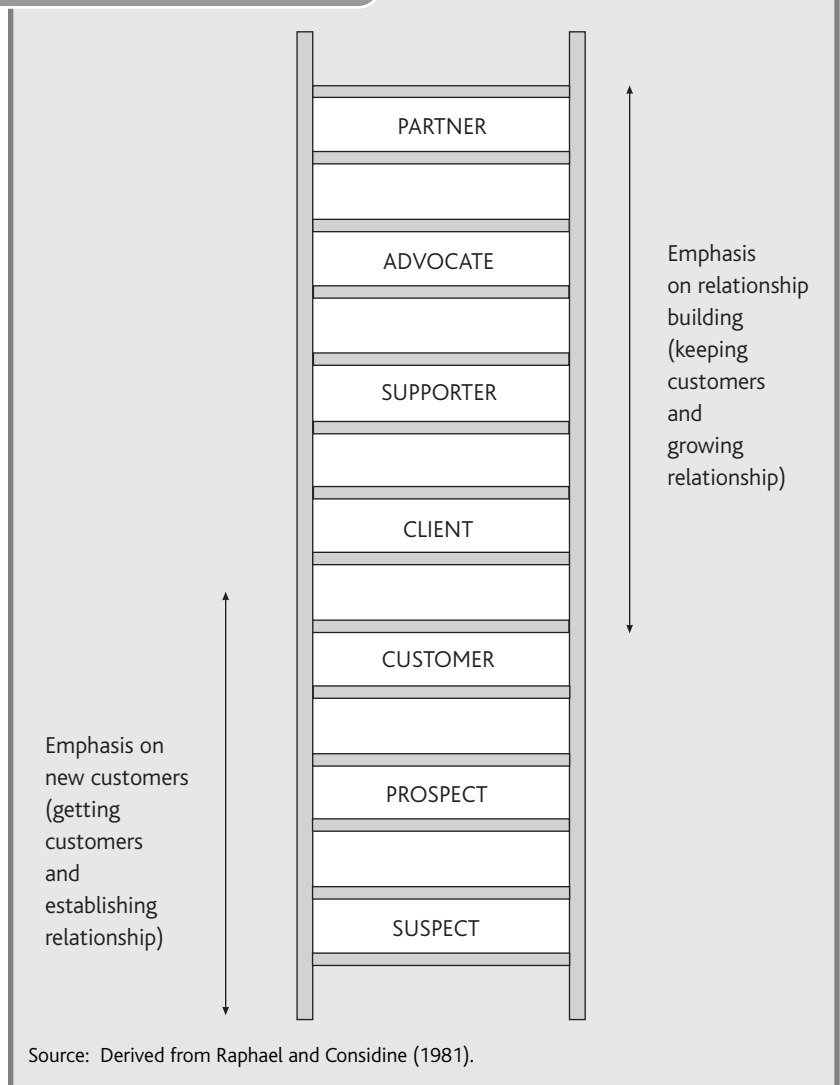 PARTNER
ADVOCATE
Emphasis
on relationship
building
(keeping
customers
and
growing
relationship)
SUPPORTER
CLIENT
CUSTOMER
Emphasis on
new customers
(getting
customers
and
establishing
relationship)
PROSPECT
SUSPECT
Source: Derived from Raphael and Considine (1981).